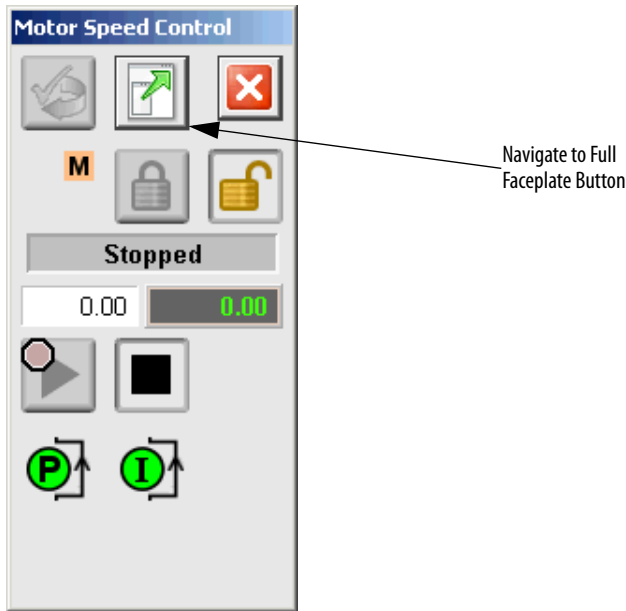 Motor Speed Control
Navigate to Full
Faceplate Button
M
Stopped
0.00 0.00
P I